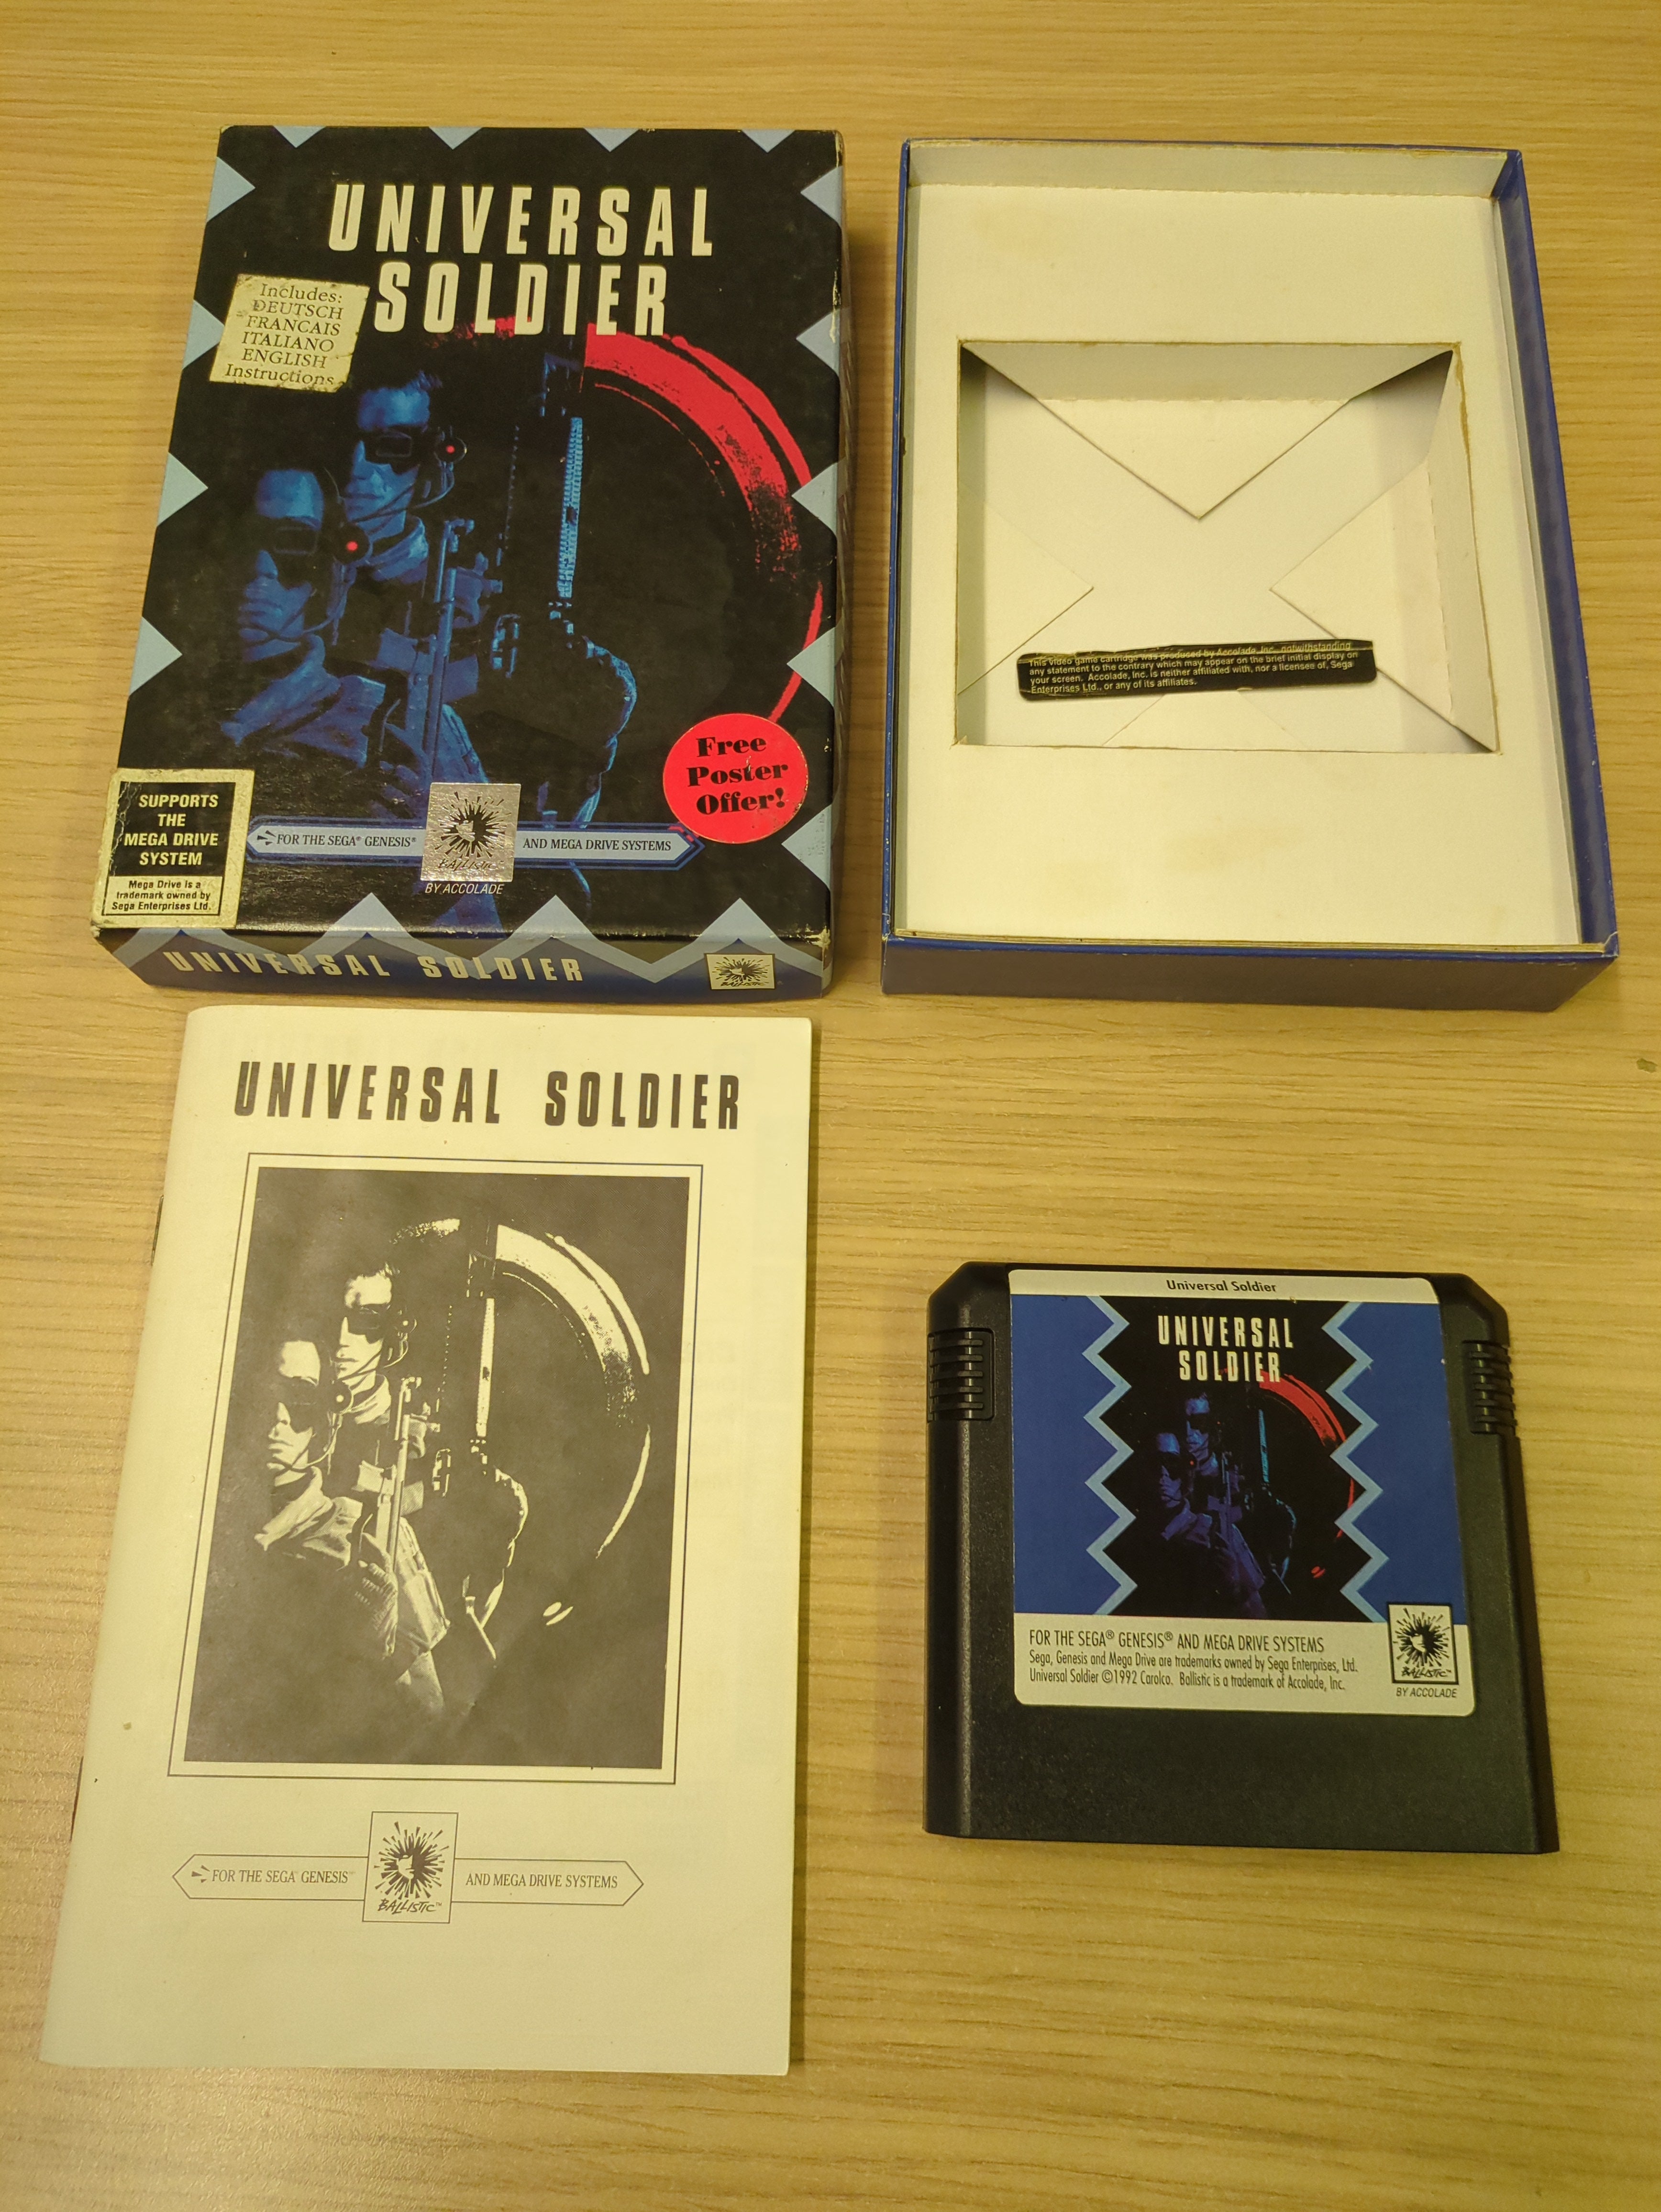 UNIVERSAL
SOLDIER
Includes:
DEUTSCH
FRANCAIS
ITALIANO
ENGLISH
Instructions
Free
Poster
Offer!
SUPPORTS
THE
MEGA DRIVE
SYSTEM
Mega Drive is a
trademark owned by
Sega Enterprises Ltd.
FOR THE SEGA® GENESIS®
BALLISTIC
AND MEGA DRIVE SYSTEMS
BY ACCOLADE
UNIVERSAL SOLDIER
BALLISTIC
This video game cartridge was produced by Accolade, Inc. notwithstanding
any statement to the contrary which may appear on the brief initial display on
your screen. Accolade, Inc. is neither affiliated with, nor a licensee of, Sega
Enterprises Ltd., or any of its affiliates.
UNIVERSAL SOLDIER
FOR THE SEGA GENESIS
BALLISTIC™
AND MEGA DRIVE SYSTEMS
Universal Soldier
UNIVERSAL
SOLDIER
FOR THE SEGA® GENESIS® AND MEGA DRIVE SYSTEMS
Sega, Genesis and Mega Drive are trademarks owned by Sega Enterprises, Ltd.
Universal Soldier ©1992 Carolco. Ballistic is a trademark of Accolade, Inc.
BALLISTIC™
BY ACCOLADE